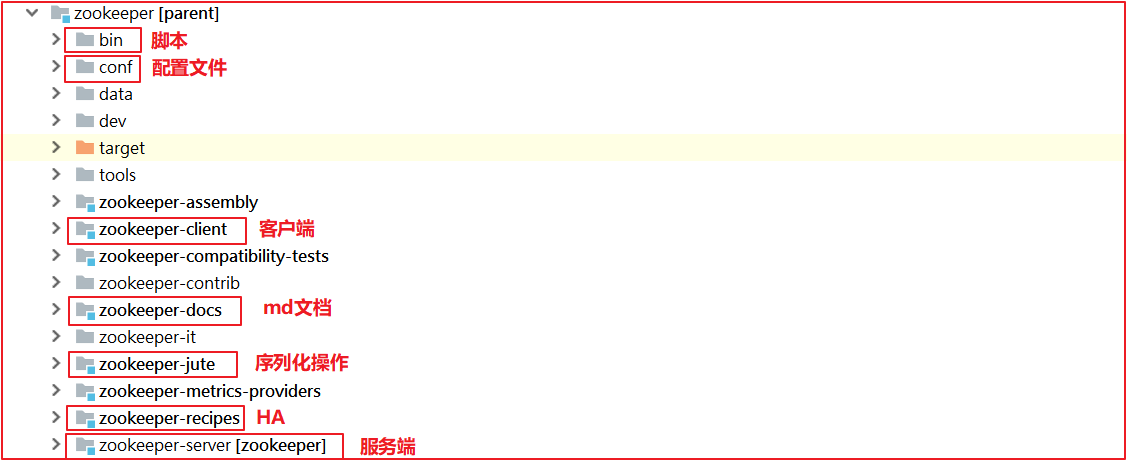 zookeeper [parent]
bin 脚本
conf 配置文件
data
dev
target
tools
zookeeper-assembly
zookeeper-client 客户端
zookeeper-compatibility-tests
zookeeper-contrib
zookeeper-docs md文档
zookeeper-it
zookeeper-jute 序列化操作
zookeeper-metrics-providers
zookeeper-recipes HA
zookeeper-server [zookeeper] 服务端